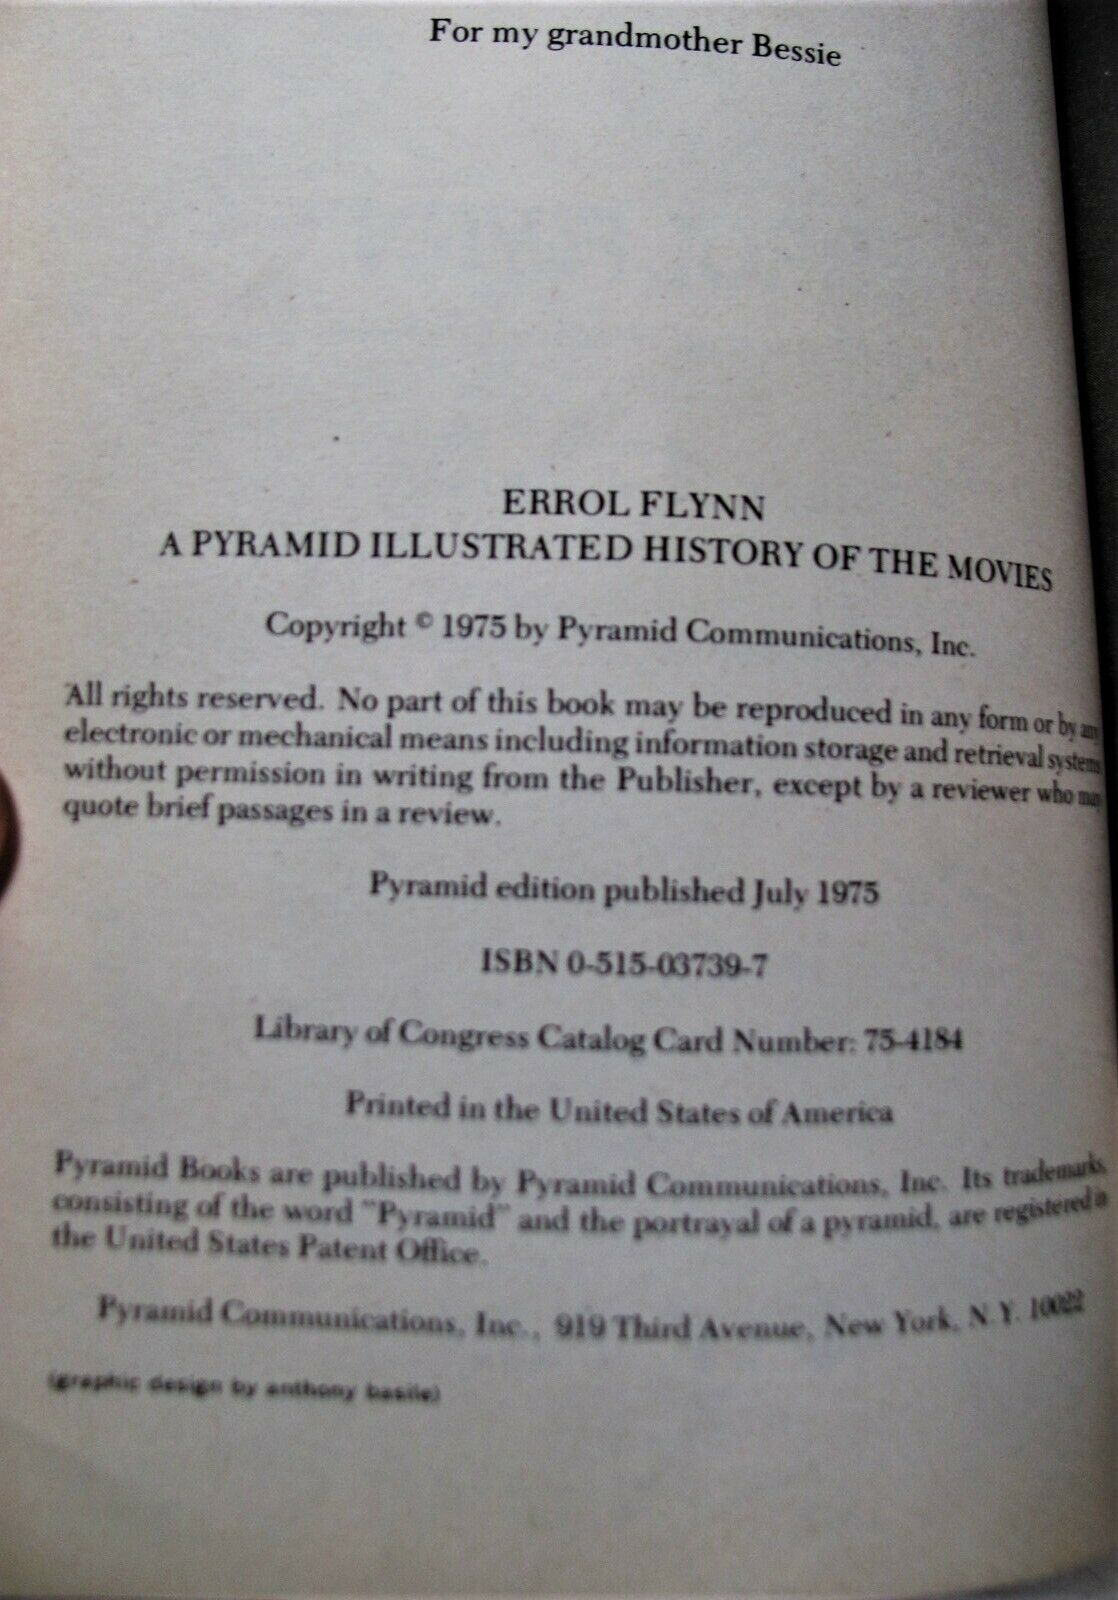 For my grandmother Bessie
ERROL FLYNN
A PYRAMID ILLUSTRATED HISTORY OF THE MOVIES
Copyright © 1975 by Pyramid Communications, Inc.
All rights reserved. No part of this book may be reproduced in any form or by any
electronic or mechanical means including information storage and retrieval systems
without permission in writing from the Publisher, except by a reviewer who may
quote brief passages in a review.
Pyramid edition published July 1975
ISBN 0-515-03739-7
Library of Congress Catalog Card Number: 75-4184
Printed in the United States of America
Pyramid Books are published by Pyramid Communications, Inc. Its trademarks,
consisting of the word "Pyramid" and the portrayal of a pyramid, are registered in
the United States Patent Office.
Pyramid Communications, Inc., 919 Third Avenue, New York, N.Y. 10022
(graphic design by anthony basile)